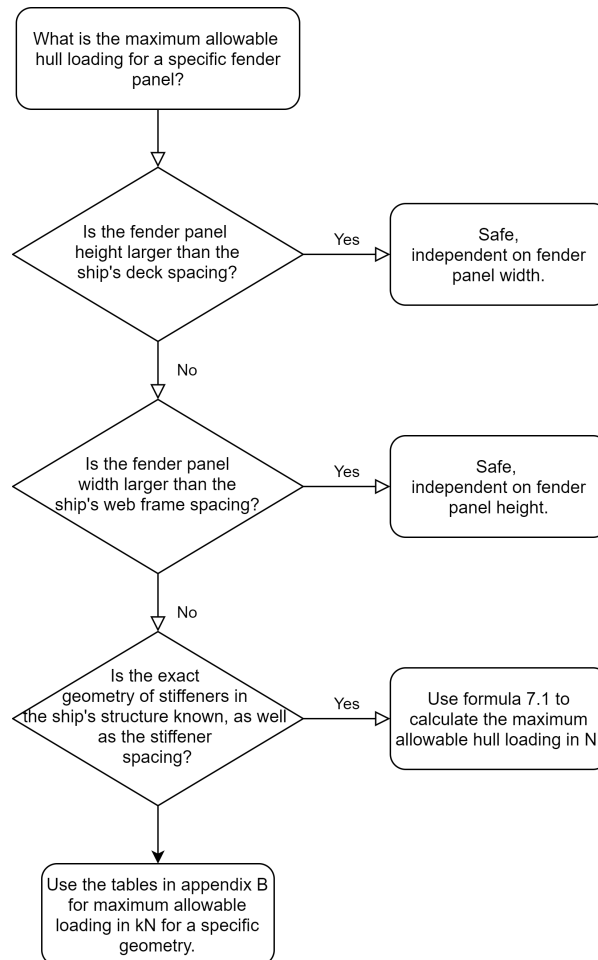 What is the maximum allowable
hull loading for a specific fender
panel?
Is the fender panel
height larger than the
ship's deck spacing?
Yes
Safe,
independent on fender
panel width.
No
Is the fender panel
width larger than the
ship's web frame spacing?
Yes
Safe,
independent on fender
panel height.
No
Is the exact
geometry of stiffeners in
the ship's structure known, as well
as the stiffener
spacing?
Yes
Use formula 7.1 to
calculate the maximum
allowable hull loading in N
Use the tables in appendix B
for maximum allowable
loading in kN for a specific
geometry.